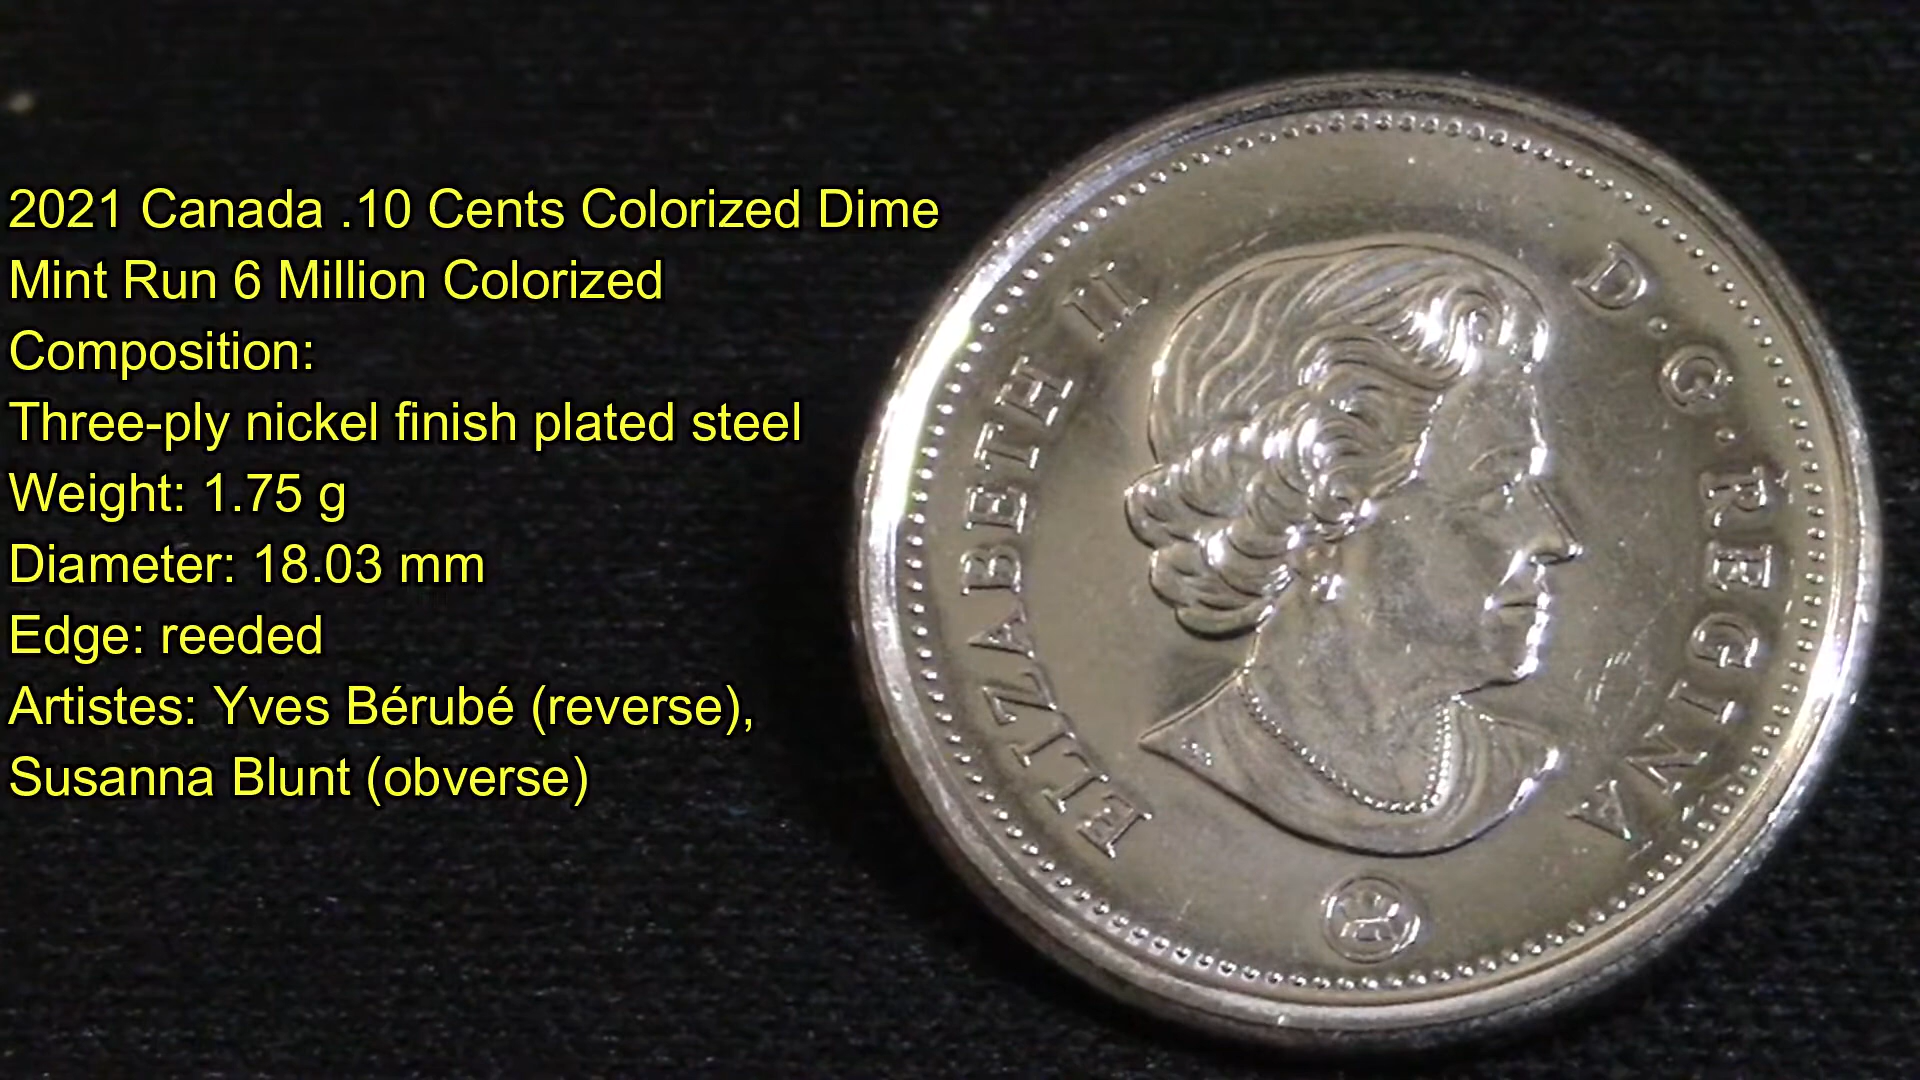 2021 Canada .10 Cents Colorized Dime
Mint Run 6 Million Colorized
Composition:
Three-ply nickel finish plated steel
Weight: 1.75 g
Diameter: 18.03 mm
Edge: reeded
Artistes: Yves Bérubé (reverse),
Susanna Blunt (obverse)
ELIZABETH II D·G·REGINA